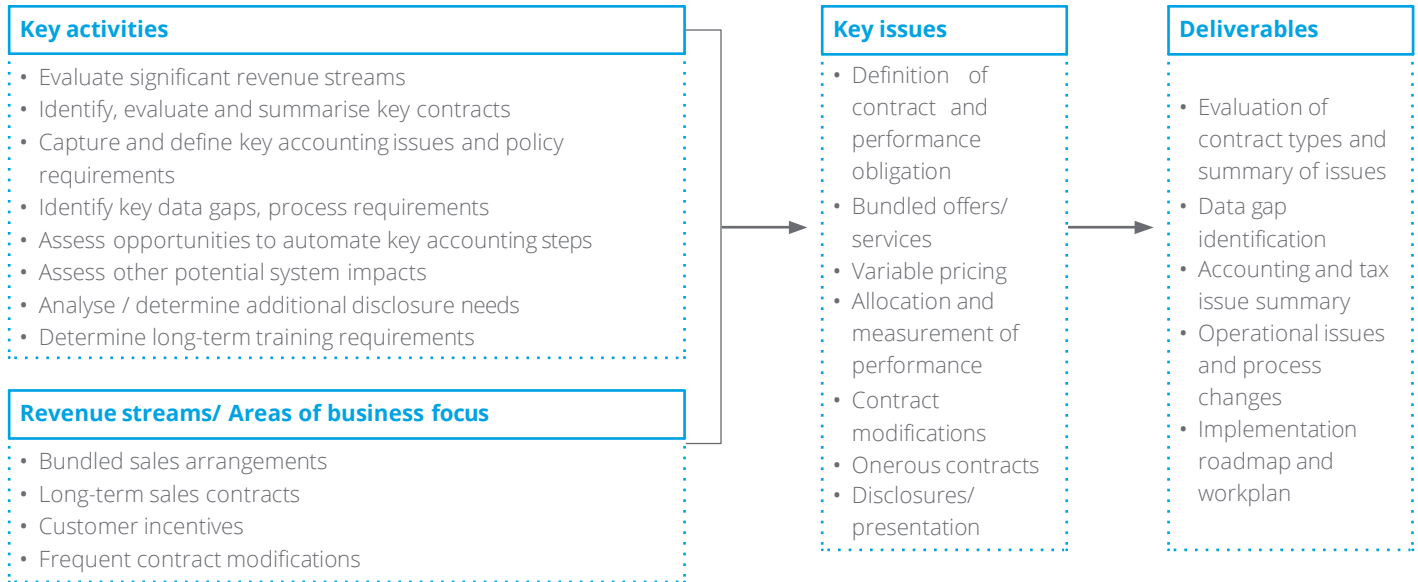 Key activities
• Evaluate significant revenue streams
• Identify, evaluate and summarise key contracts
• Capture and define key accounting issues and policy
requirements
• Identify key data gaps, process requirements
• Assess opportunities to automate key accounting steps
• Assess other potential system impacts
• Analyse / determine additional disclosure needs
• Determine long-term training requirements
Revenue streams/ Areas of business focus
• Bundled sales arrangements
• Long-term sales contracts
• Customer incentives
• Frequent contract modifications
Key issues
• Definition of
contract and
performance
obligation
• Bundled offers/
services
• Variable pricing
• Allocation and
measurement of
performance
• Contract
modifications
• Onerous contracts
• Disclosures/
presentation
Deliverables
• Evaluation of
contract types and
summary of issues
• Data gap
identification
• Accounting and tax
issue summary
• Operational issues
and process
changes
• Implementation
roadmap and
workplan